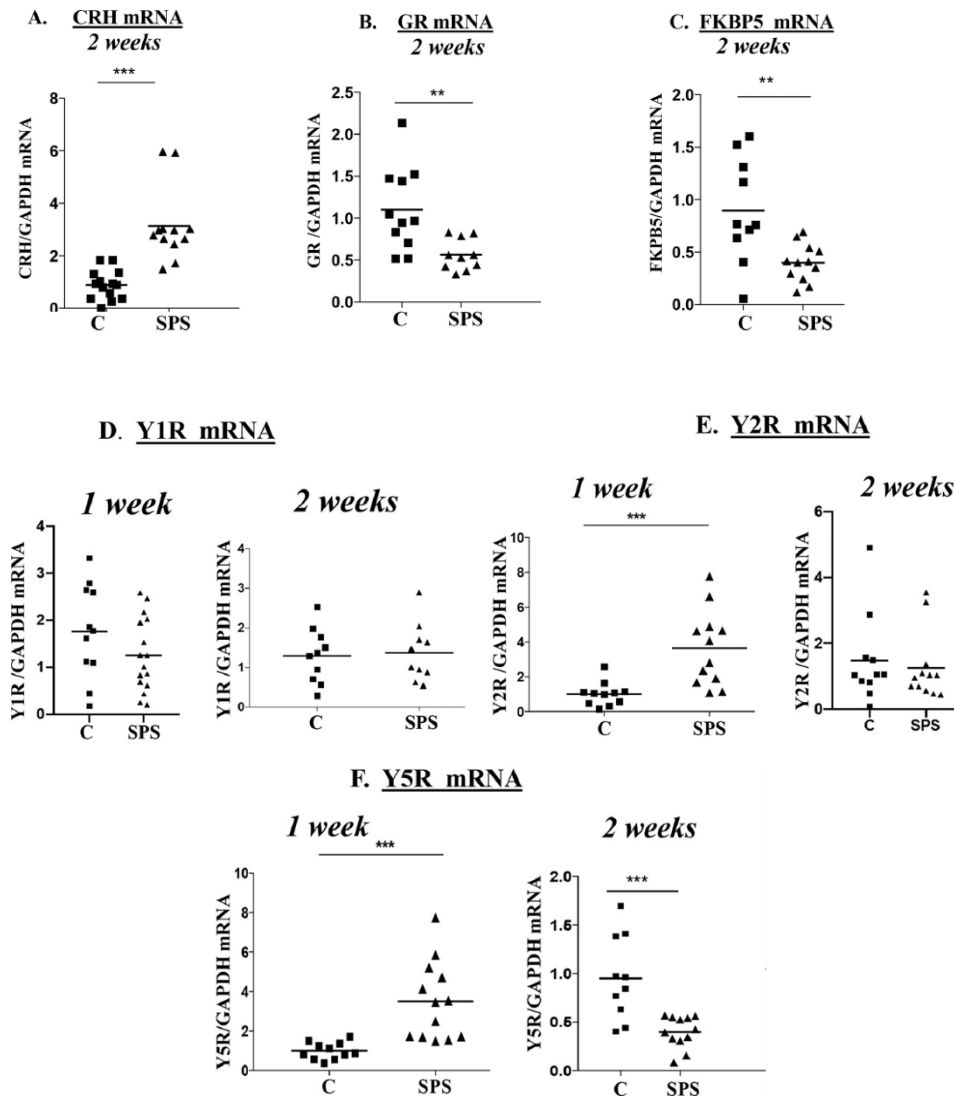 A. CRH mRNA
2 weeks
***
CRH/GAPDH mRNA
8
6
4
2
0
C SPS
B. GR mRNA
2 weeks
**
GR /GAPDH mRNA
2.5
2.0
1.5
1.0
0.5
0.0
C SPS
C. FKBP5 mRNA
2 weeks
**
FKPB5/GAPDH mRNA
2.0
1.5
1.0
0.5
0.0
C SPS
D. Y1R mRNA
1 week
Y1R /GAPDH mRNA
4
3
2
1
0
C SPS
2 weeks
Y1R /GAPDH mRNA
4
3
2
1
0
C SPS
E. Y2R mRNA
1 week
***
Y2R /GAPDH mRNA
10
8
6
4
2
0
C SPS
2 weeks
Y2R /GAPDH mRNA
6
4
2
0
C SPS
F. Y5R mRNA
1 week
***
Y5R/GAPDH mRNA
10
8
6
4
2
0
C SPS
2 weeks
***
Y5R/GAPDH mRNA
2.0
1.5
1.0
0.5
0.0
C SPS